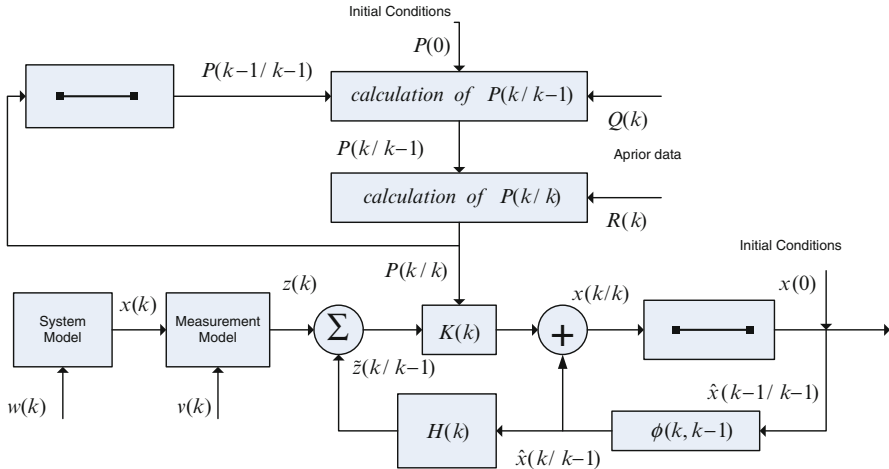 Initial Conditions
P(0)
P(k−1/ k−1)
calculation of P(k/ k−1)
Q(k)
P(k/ k−1)
Aprior data
calculation of P(k/ k)
R(k)
Initial Conditions
P(k/ k)
x(0)
z(k)
x(k)
x(k/k)
System
Model
Measurement
Model
Σ
K(k)
+
z̃(k/ k−1)
x̂(k−1/ k−1)
w(k)
v(k)
H(k)
ϕ(k, k−1)
x̂(k/ k−1)